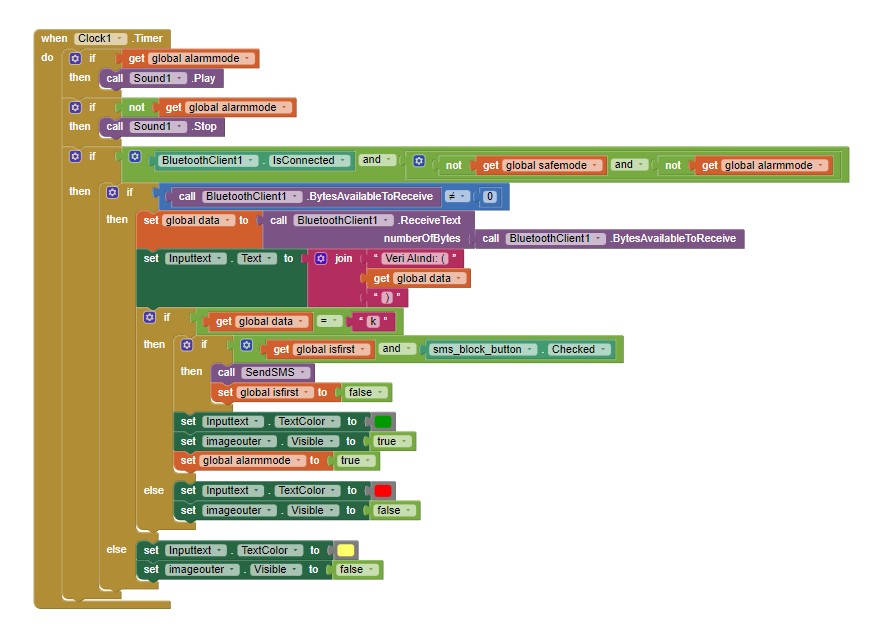 when Clock1 .Timer
do if get global alarmmode
then call Sound1 .Play
if not get global alarmmode
then call Sound1 .Stop
if BluetoothClient1 . IsConnected and not get global safemode and not get global alarmmode
then if call BluetoothClient1 .BytesAvailableToReceive ≠ 0
then set global data to call BluetoothClient1 .ReceiveText
numberOfBytes call BluetoothClient1 .BytesAvailableToReceive
set Inputtext . Text to join " Veri Alındı: ( "
get global data
" ) "
if get global data = " k "
then if get global isfirst and sms_block_button . Checked
then call SendSMS
set global isfirst to false
set Inputtext . TextColor to
set imageouter . Visible to true
set global alarmmode to true
else set Inputtext . TextColor to
set imageouter . Visible to false
else set Inputtext . TextColor to
set imageouter . Visible to false